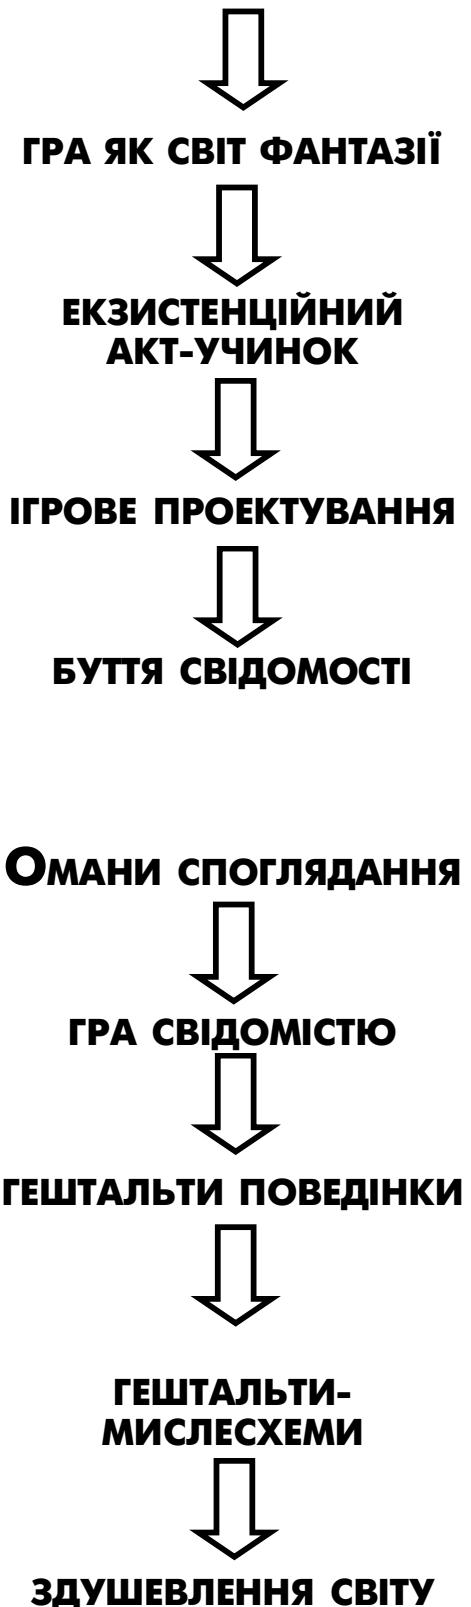 ГРА ЯК СВІТ ФАНТАЗІЇ
ЕКЗИСТЕНЦІЙНИЙ
АКТ-УЧИНОК
ІГРОВЕ ПРОЕКТУВАННЯ
БУТТЯ СВІДОМОСТІ
ОМАНИ СПОГЛЯДАННЯ
ГРА СВІДОМІСТЮ
ГЕШТАЛЬТИ ПОВЕДІНКИ
ГЕШТАЛЬТИ-
МИСЛЕСХЕМИ
ЗДУШЕВЛЕННЯ СВІТУ